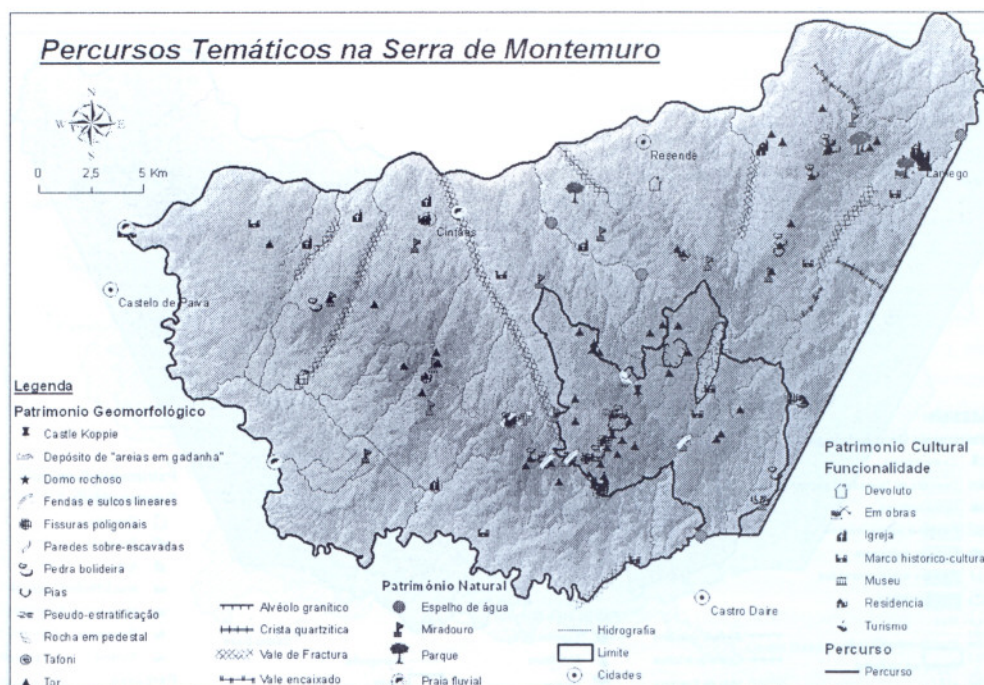 Percursos Temáticos na Serra de Montemuro
N
W E
S
0 2,5 5 Km
Resende
Lamego
Cinfães
Castelo de Paiva
Castro Daire
Legenda
Patrimonio Geomorfológico
Castle Koppie
Depósito de "areias em gadanha"
Domo rochoso
Fendas e sulcos lineares
Fissuras poligonais
Paredes sobre-escavadas
Pedra bolideira
Pias
Pseudo-estratificação
Rocha em pedestal
Tafoni
Tor
Alvéolo granítico
Crista quartzitica
Vale de Fractura
Vale encaixado
Património Natural
Espelho de água
Miradouro
Parque
Praia fluvial
Hidrografia
Limite
Cidades
Patrimonio Cultural
Funcionalidade
Devoluto
Em obras
Igreja
Marco historico-cultura
Museu
Residencia
Turismo
Percurso
Percurso